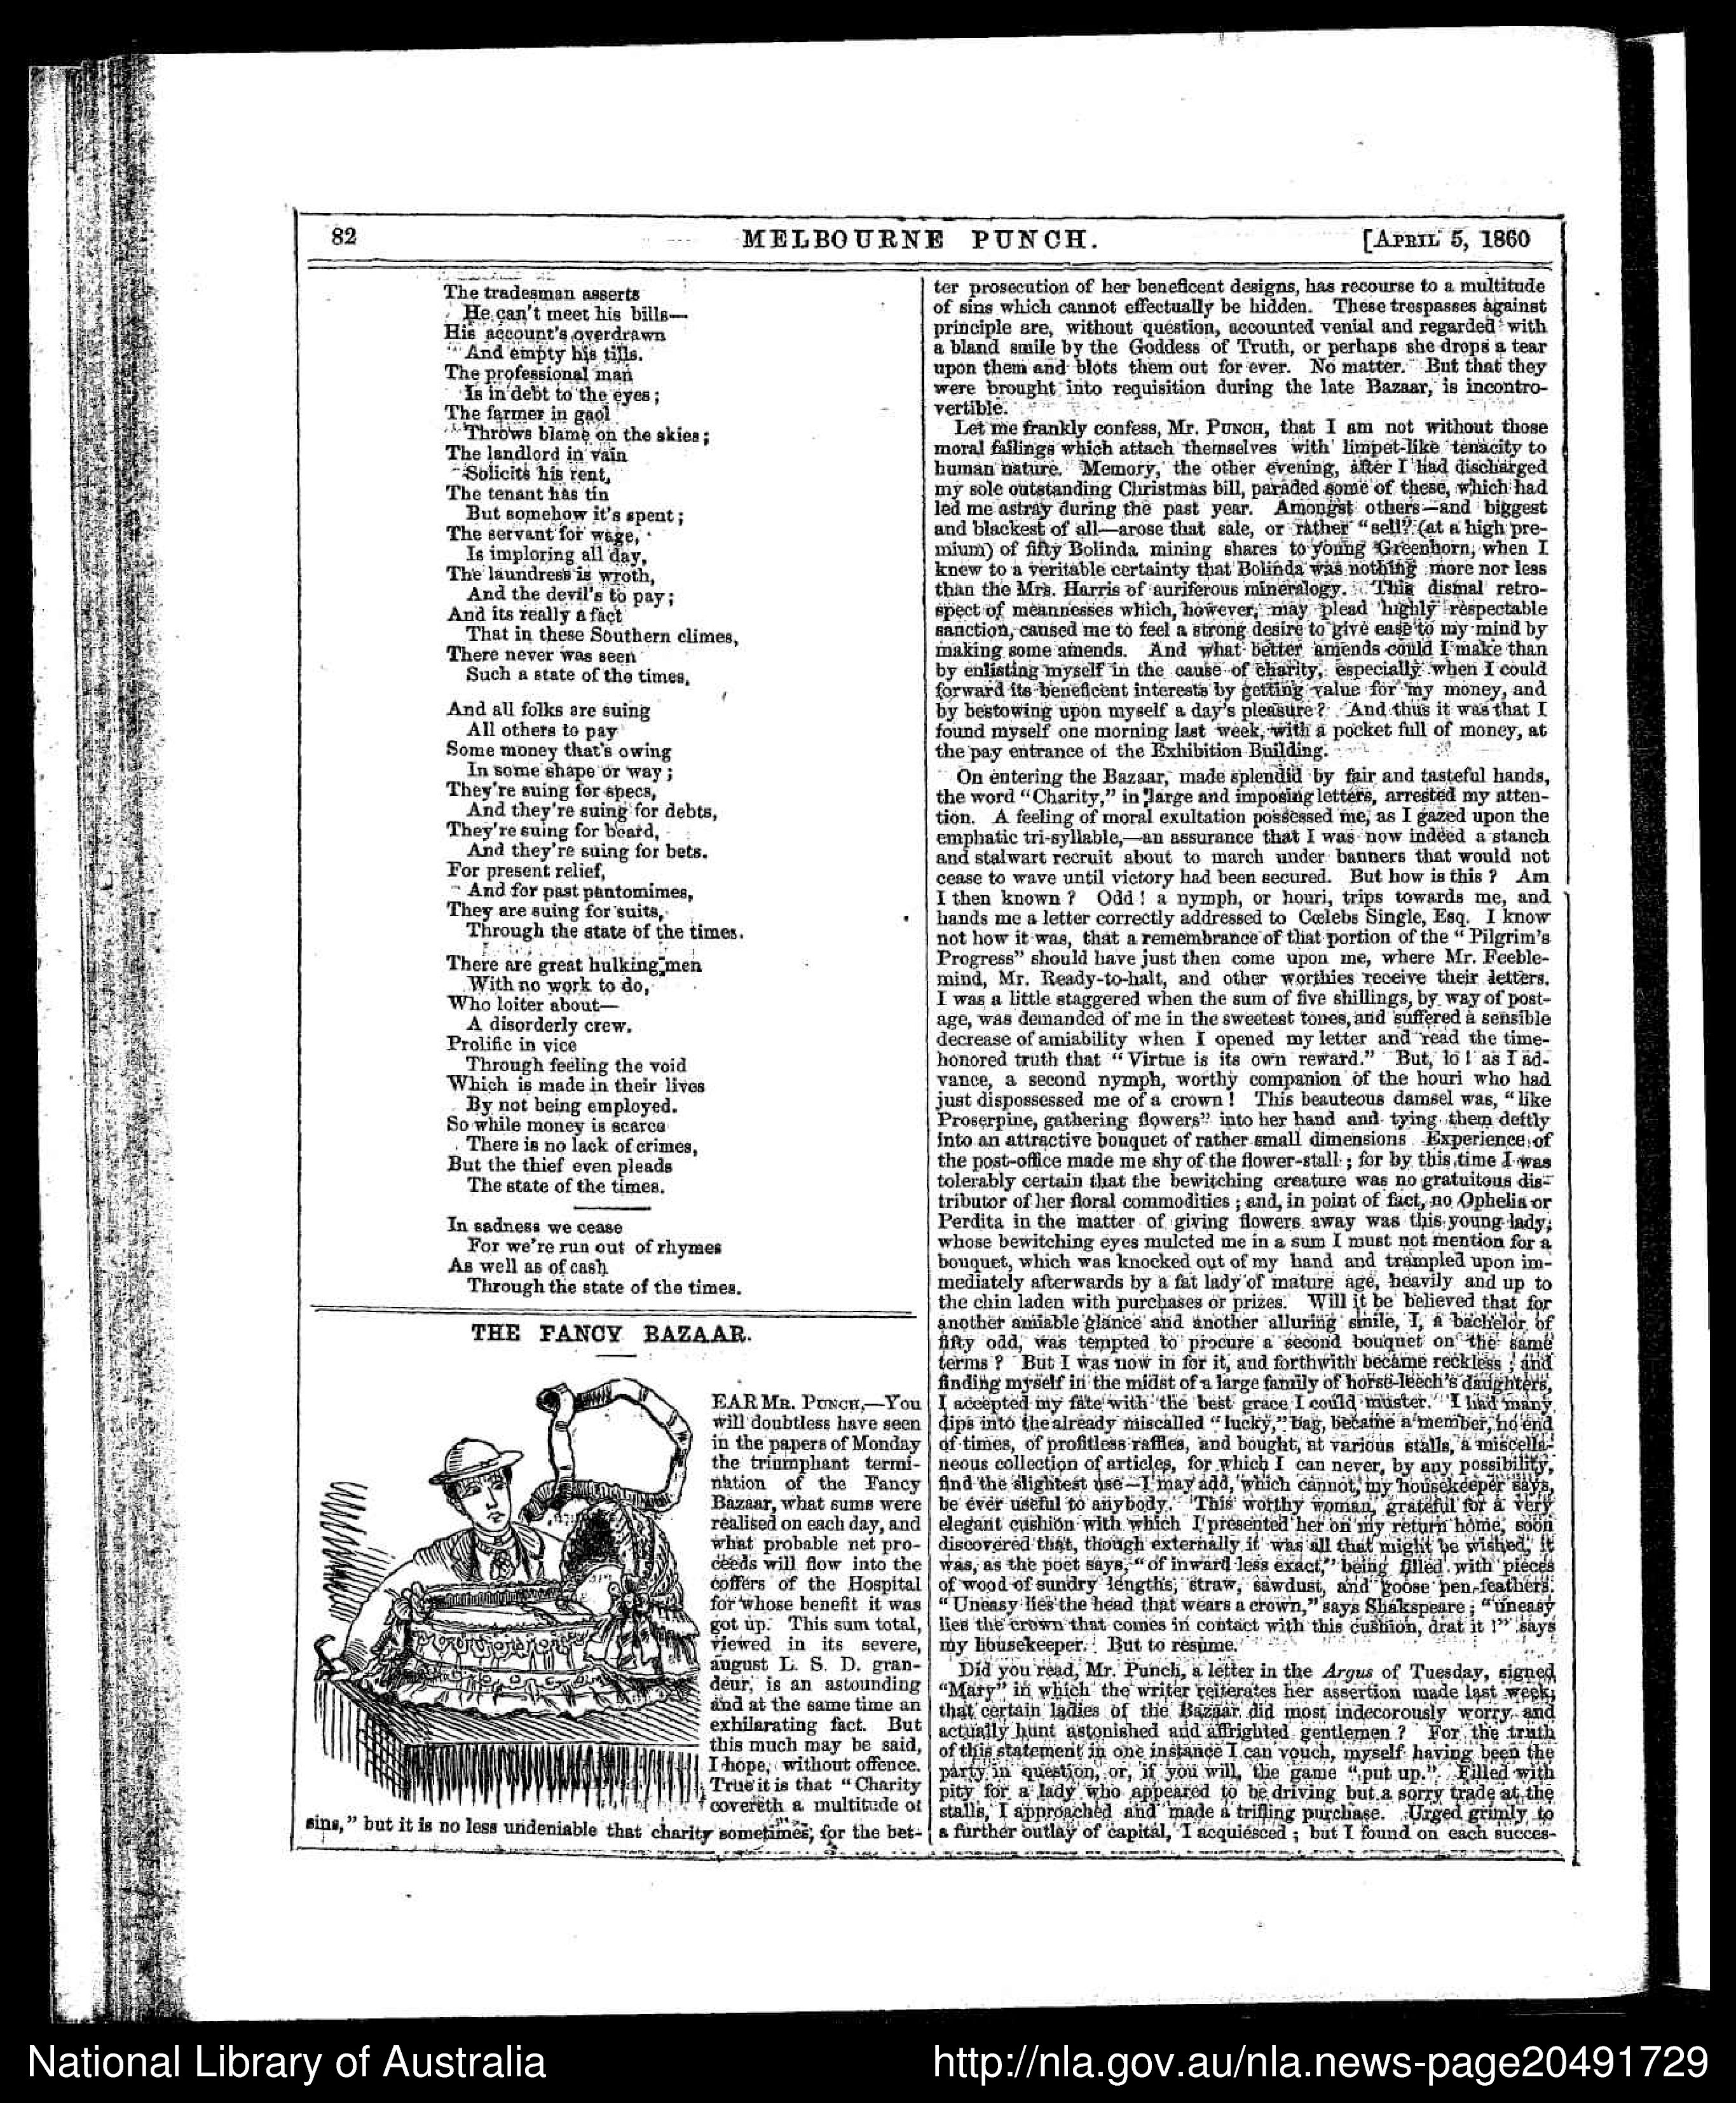 82
MELBOURNE PUNCH.
[APRIL 5, 1860
The tradesman asserts
He can't meet his bills—
His account's overdrawn
And empty his tills.
The professional man
Is in debt to the eyes;
The farmer in gaol
Throws blame on the skies;
The landlord in vain
Solicits his rent,
The tenant has tin
But somehow it's spent;
The servant for wage,
Is imploring all day,
The laundress is wroth,
And the devil's to pay;
And its really a fact
That in these Southern climes,
There never was seen
Such a state of the times.
And all folks are suing
All others to pay
Some money that's owing
In some shape or way;
They're suing for specs,
And they're suing for debts,
They're suing for board,
And they're suing for bets.
For present relief,
And for past pantomimes,
They are suing for suits,
Through the state of the times.
There are great hulking men
With no work to do,
Who loiter about—
A disorderly crew.
Prolific in vice
Through feeling the void
Which is made in their lives
By not being employed.
So while money is scarce
There is no lack of crimes,
But the thief even pleads
The state of the times.
In sadness we cease
For we're run out of rhymes
As well as of cash
Through the state of the times.
THE FANCY BAZAAR.
EAR MR. PUNCH,—You
will doubtless have seen
in the papers of Monday
the triumphant termi-
nation of the Fancy
Bazaar, what sums were
realised on each day, and
what probable net pro-
ceeds will flow into the
coffers of the Hospital
for whose benefit it was
got up. This sum total,
viewed in its severe,
august L. S. D. gran-
deur, is an astounding
and at the same time an
exhilarating fact. But
this much may be said,
I hope, without offence.
True it is that "Charity
covereth a multitude of
sins," but it is no less undeniable that charity sometimes, for the bet-
ter prosecution of her beneficent designs, has recourse to a multitude
of sins which cannot effectually be hidden. These trespasses against
principle are, without question, accounted venial and regarded with
a bland smile by the Goddess of Truth, or perhaps she drops a tear
upon them and blots them out for ever. No matter. But that they
were brought into requisition during the late Bazaar, is incontro-
vertible.
Let me frankly confess, Mr. PUNCH, that I am not without those
moral failings which attach themselves with limpet-like tenacity to
human nature. Memory, the other evening, after I had discharged
my sole outstanding Christmas bill, paraded some of these, which had
led me astray during the past year. Amongst others—and biggest
and blackest of all—arose that sale, or rather "sell" (at a high pre-
mium) of fifty Bolinda mining shares to young Greenhorn, when I
knew to a veritable certainty that Bolinda was nothing more nor less
than the Mrs. Harris of auriferous mineralogy. This dismal retro-
spect of meannesses which, however, may plead highly respectable
sanction, caused me to feel a strong desire to give ease to my mind by
making some amends. And what better amends could I make than
by enlisting myself in the cause of charity, especially when I could
forward its beneficent interests by getting value for my money, and
by bestowing upon myself a day's pleasure? And thus it was that I
found myself one morning last week, with a pocket full of money, at
the pay entrance of the Exhibition Building.
On entering the Bazaar, made splendid by fair and tasteful hands,
the word "Charity," in large and imposing letters, arrested my atten-
tion. A feeling of moral exultation possessed me, as I gazed upon the
emphatic tri-syllable,—an assurance that I was now indeed a stanch
and stalwart recruit about to march under banners that would not
cease to wave until victory had been secured. But how is this? Am
I then known? Odd! a nymph, or houri, trips towards me, and
hands me a letter correctly addressed to Cœlebs Single, Esq. I know
not how it was, that a remembrance of that portion of the "Pilgrim's
Progress" should have just then come upon me, where Mr. Feeble-
mind, Mr. Ready-to-halt, and other worthies receive their letters.
I was a little staggered when the sum of five shillings, by way of post-
age, was demanded of me in the sweetest tones, and suffered a sensible
decrease of amiability when I opened my letter and read the time-
honored truth that "Virtue is its own reward." But, lo! as I ad-
vance, a second nymph, worthy companion of the houri who had
just dispossessed me of a crown! This beauteous damsel was, "like
Proserpine, gathering flowers" into her hand and tying them deftly
into an attractive bouquet of rather small dimensions. Experience of
the post-office made me shy of the flower-stall; for by this time I was
tolerably certain that the bewitching creature was no gratuitous dis-
tributor of her floral commodities; and, in point of fact, no Ophelia or
Perdita in the matter of giving flowers away was this young lady,
whose bewitching eyes mulcted me in a sum I must not mention for a
bouquet, which was knocked out of my hand and trampled upon im-
mediately afterwards by a fat lady of mature age, heavily and up to
the chin laden with purchases or prizes. Will it be believed that for
another amiable glance and another alluring smile, I, a bachelor of
fifty odd, was tempted to procure a second bouquet on the same
terms? But I was now in for it, and forthwith became reckless; and
finding myself in the midst of a large family of horse-leech's daughters,
I accepted my fate with the best grace I could muster. I had many
dips into the already miscalled "lucky," bag, became a member, no end
of times, of profitless raffles, and bought, at various stalls, a miscella-
neous collection of articles, for which I can never, by any possibility,
find the slightest use—I may add, which cannot, my housekeeper says,
be ever useful to anybody. This worthy woman, grateful for a very
elegant cushion with which I presented her on my return home, soon
discovered that, though externally it was all that might be wished, it
was, as the poet says, "of inward less exact," being filled with pieces
of wood of sundry lengths, straw, sawdust, and goose pen-feathers.
"Uneasy lies the head that wears a crown," says Shakspeare; "uneasy
lies the crown that comes in contact with this cushion, drat it!" says
my housekeeper. But to resume.
Did you read, Mr. Punch, a letter in the Argus of Tuesday, signed
"Mary" in which the writer reiterates her assertion made last week,
that certain ladies of the Bazaar did most indecorously worry and
actually hunt astonished and affrighted gentlemen? For the truth
of this statement in one instance I can vouch, myself having been the
party in question, or, if you will, the game "put up." Filled with
pity for a lady who appeared to be driving but a sorry trade at the
stalls, I approached and made a trifling purchase. Urged grimly to
a further outlay of capital, I acquiesced; but I found on each succes-
National Library of Australia
http://nla.gov.au/nla.news-page20491729